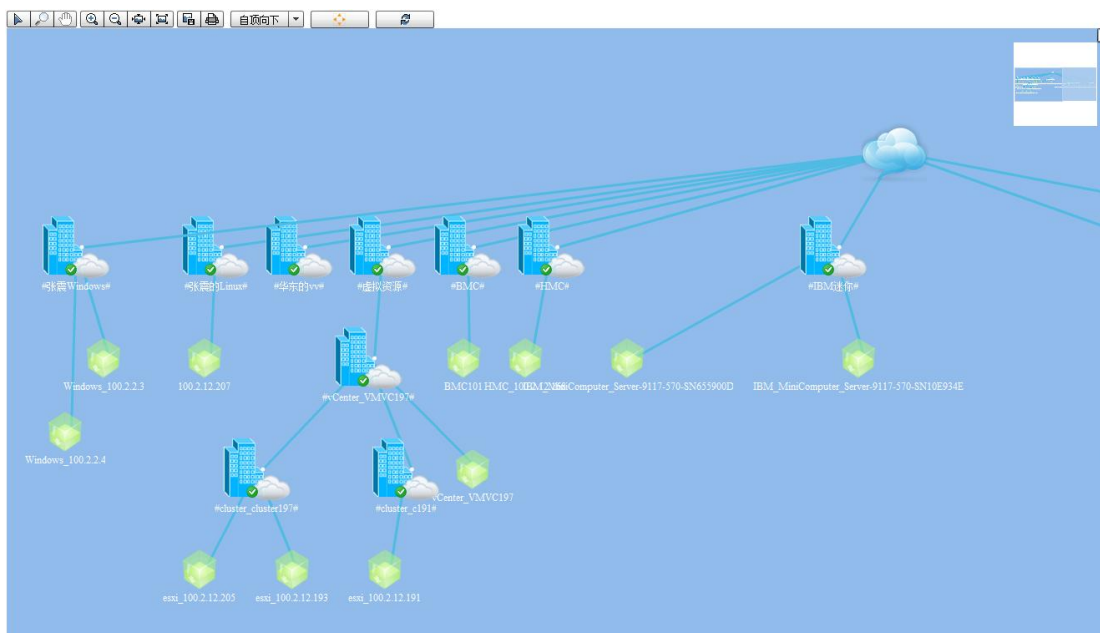 自顶向下
#张震Windows#
#张震的Linux#
#华东的vv#
#虚拟资源#
#BMC#
#HMC#
#IBM迷你#
Windows_100.2.2.3
100.2.12.207
BMC101
IBM_MiniComputer_Server-9117-570-SN10E934E
#vCenter_VMVC197#
Windows_100.2.2.4
#cluster_cluster197#
#cluster_c191#
vCenter_VMVC197
esxi_100.2.12.205
esxi_100.2.12.193
esxi_100.2.12.191